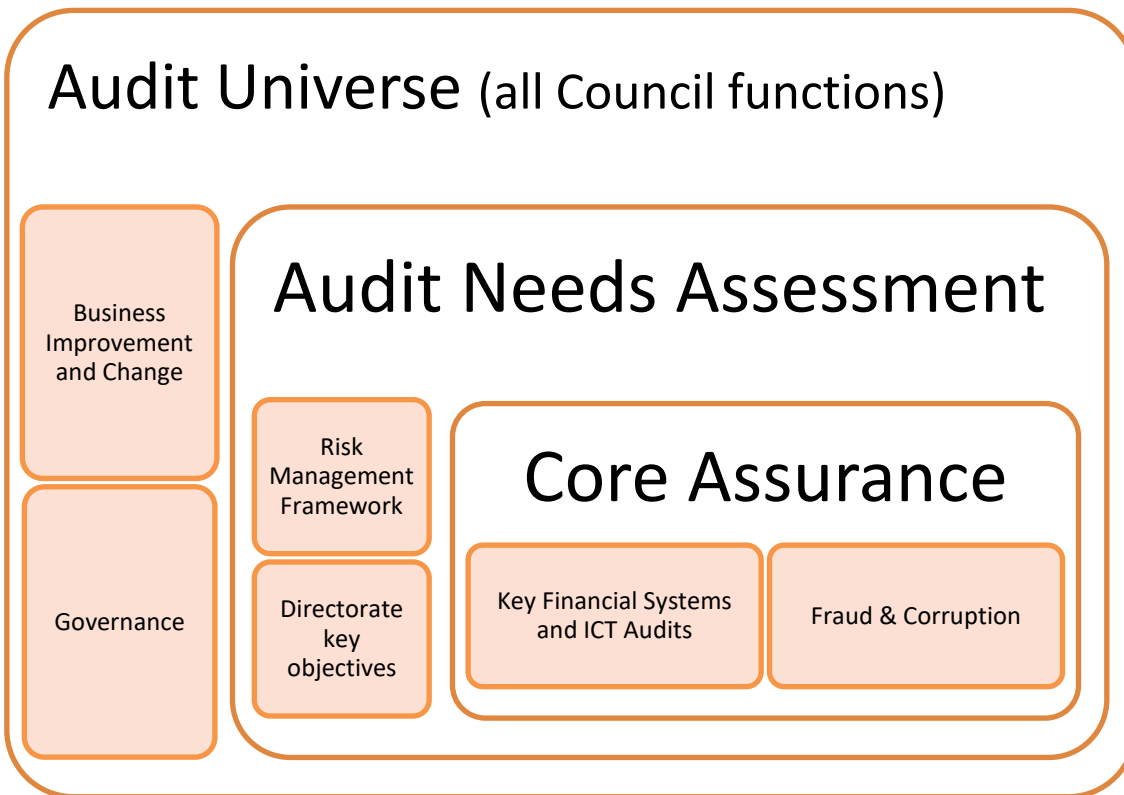 Audit Universe (all Council functions)
Business
Improvement
and Change
Governance
Audit Needs Assessment
Risk
Management
Framework
Directorate
key
objectives
Core Assurance
Key Financial Systems
and ICT Audits
Fraud & Corruption